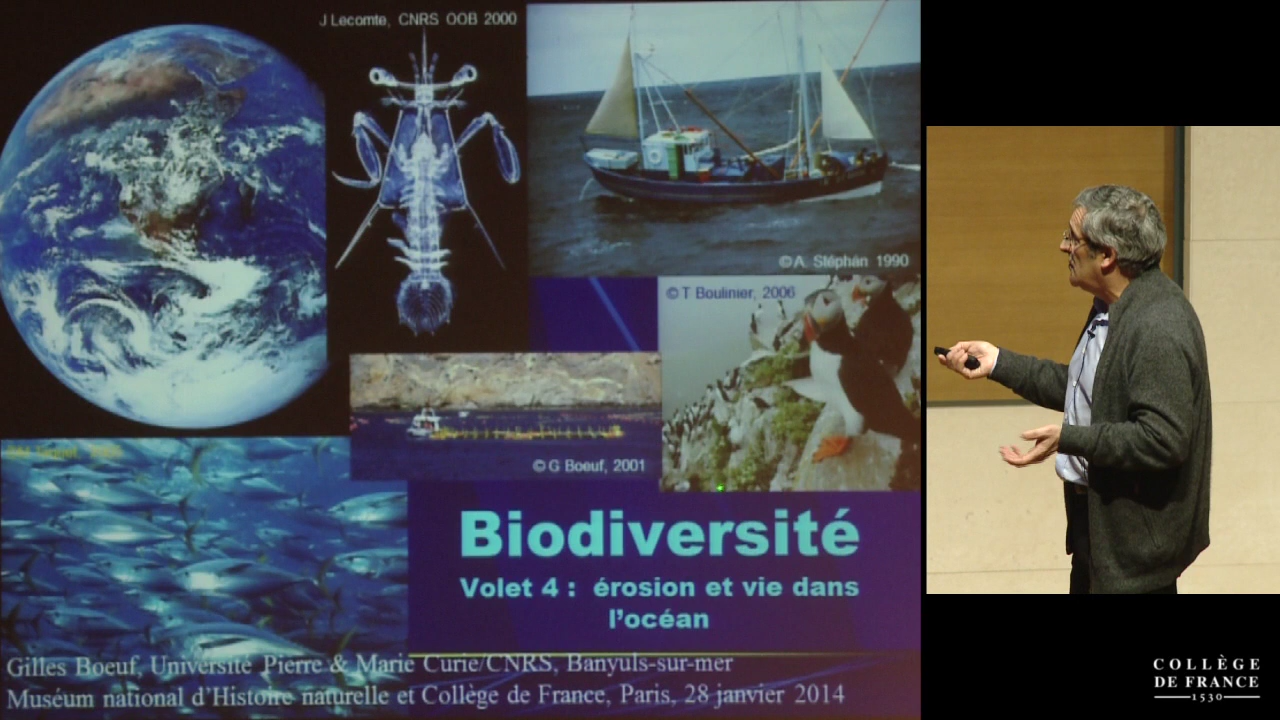 J Lecomte, CNRS OOB 2000
©A. Stéphan 1990
©T Boulinier, 2006
©G Boeuf, 2001
Biodiversité
Volet 4 : érosion et vie dans
l'océan
Gilles Boeuf, Université Pierre & Marie Curie/CNRS, Banyuls-sur-mer
Muséum national d'Histoire naturelle et Collège de France, Paris, 28 janvier 2014
COLLÈGE
DE FRANCE
1530